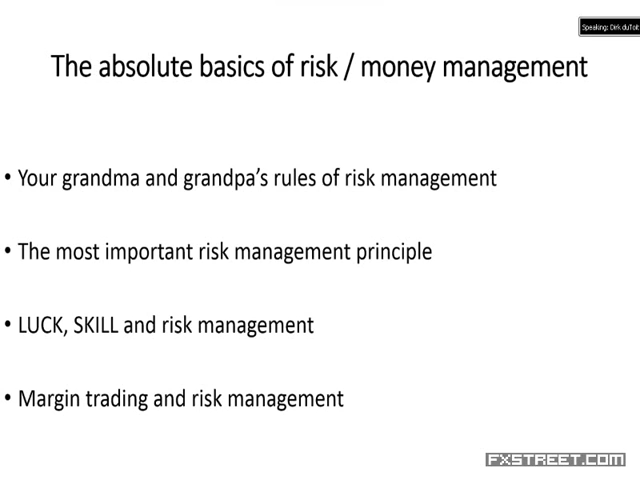 Speaking: Dirk duToit
The absolute basics of risk / money management
• Your grandma and grandpa's rules of risk management
• The most important risk management principle
• LUCK, SKILL and risk management
• Margin trading and risk management
FXSTREET.COM